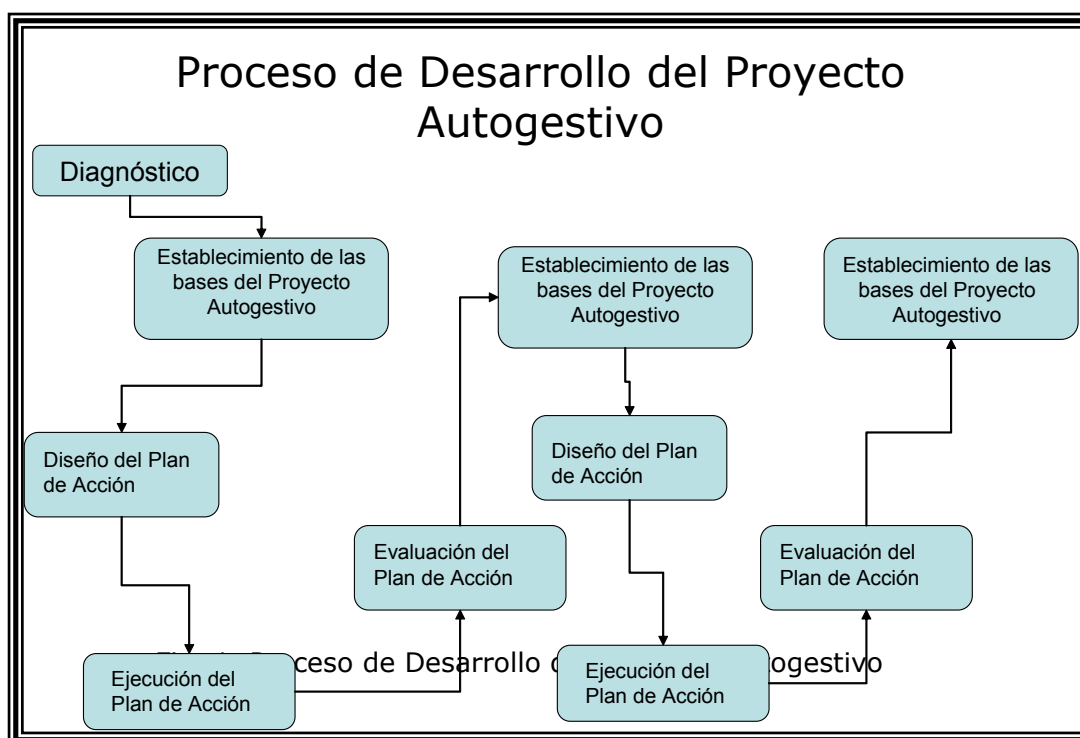 Proceso de Desarrollo del Proyecto
Autogestivo
Diagnóstico
Establecimiento de las
bases del Proyecto
Autogestivo
Diseño del Plan
de Acción
Ejecución del
Plan de Acción
Evaluación del
Plan de Acción
Establecimiento de las
bases del Proyecto
Autogestivo
Diseño del Plan
de Acción
Ejecución del
Plan de Acción
Evaluación del
Plan de Acción
Establecimiento de las
bases del Proyecto
Autogestivo
de Desarrollo